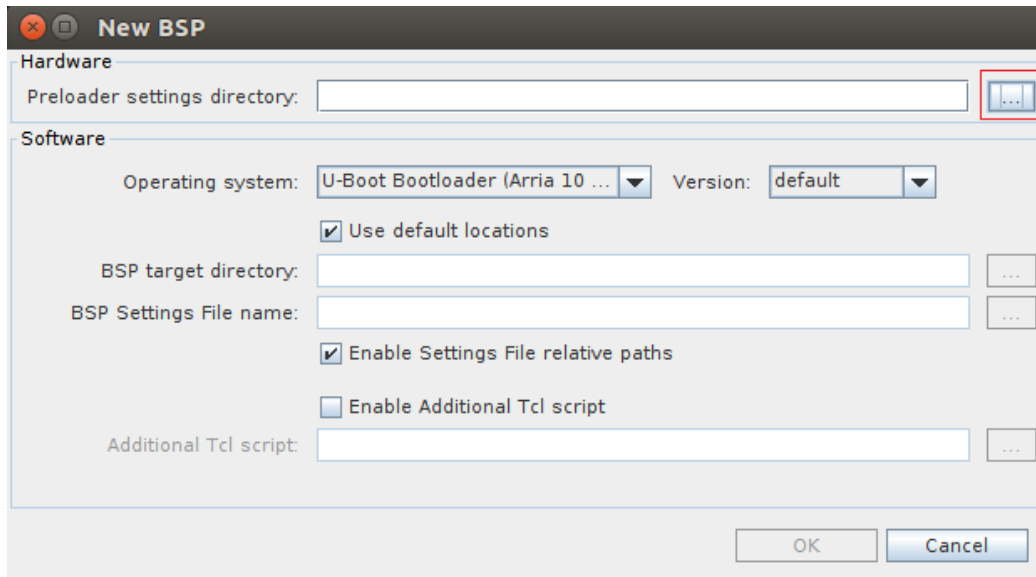 New BSP
Hardware
Preloader settings directory: ...
Software
Operating system: U-Boot Bootloader (Arria 10 ... Version: default
Use default locations
BSP target directory: ...
BSP Settings File name: ...
Enable Settings File relative paths
Enable Additional Tcl script
Additional Tcl script: ...
OK Cancel